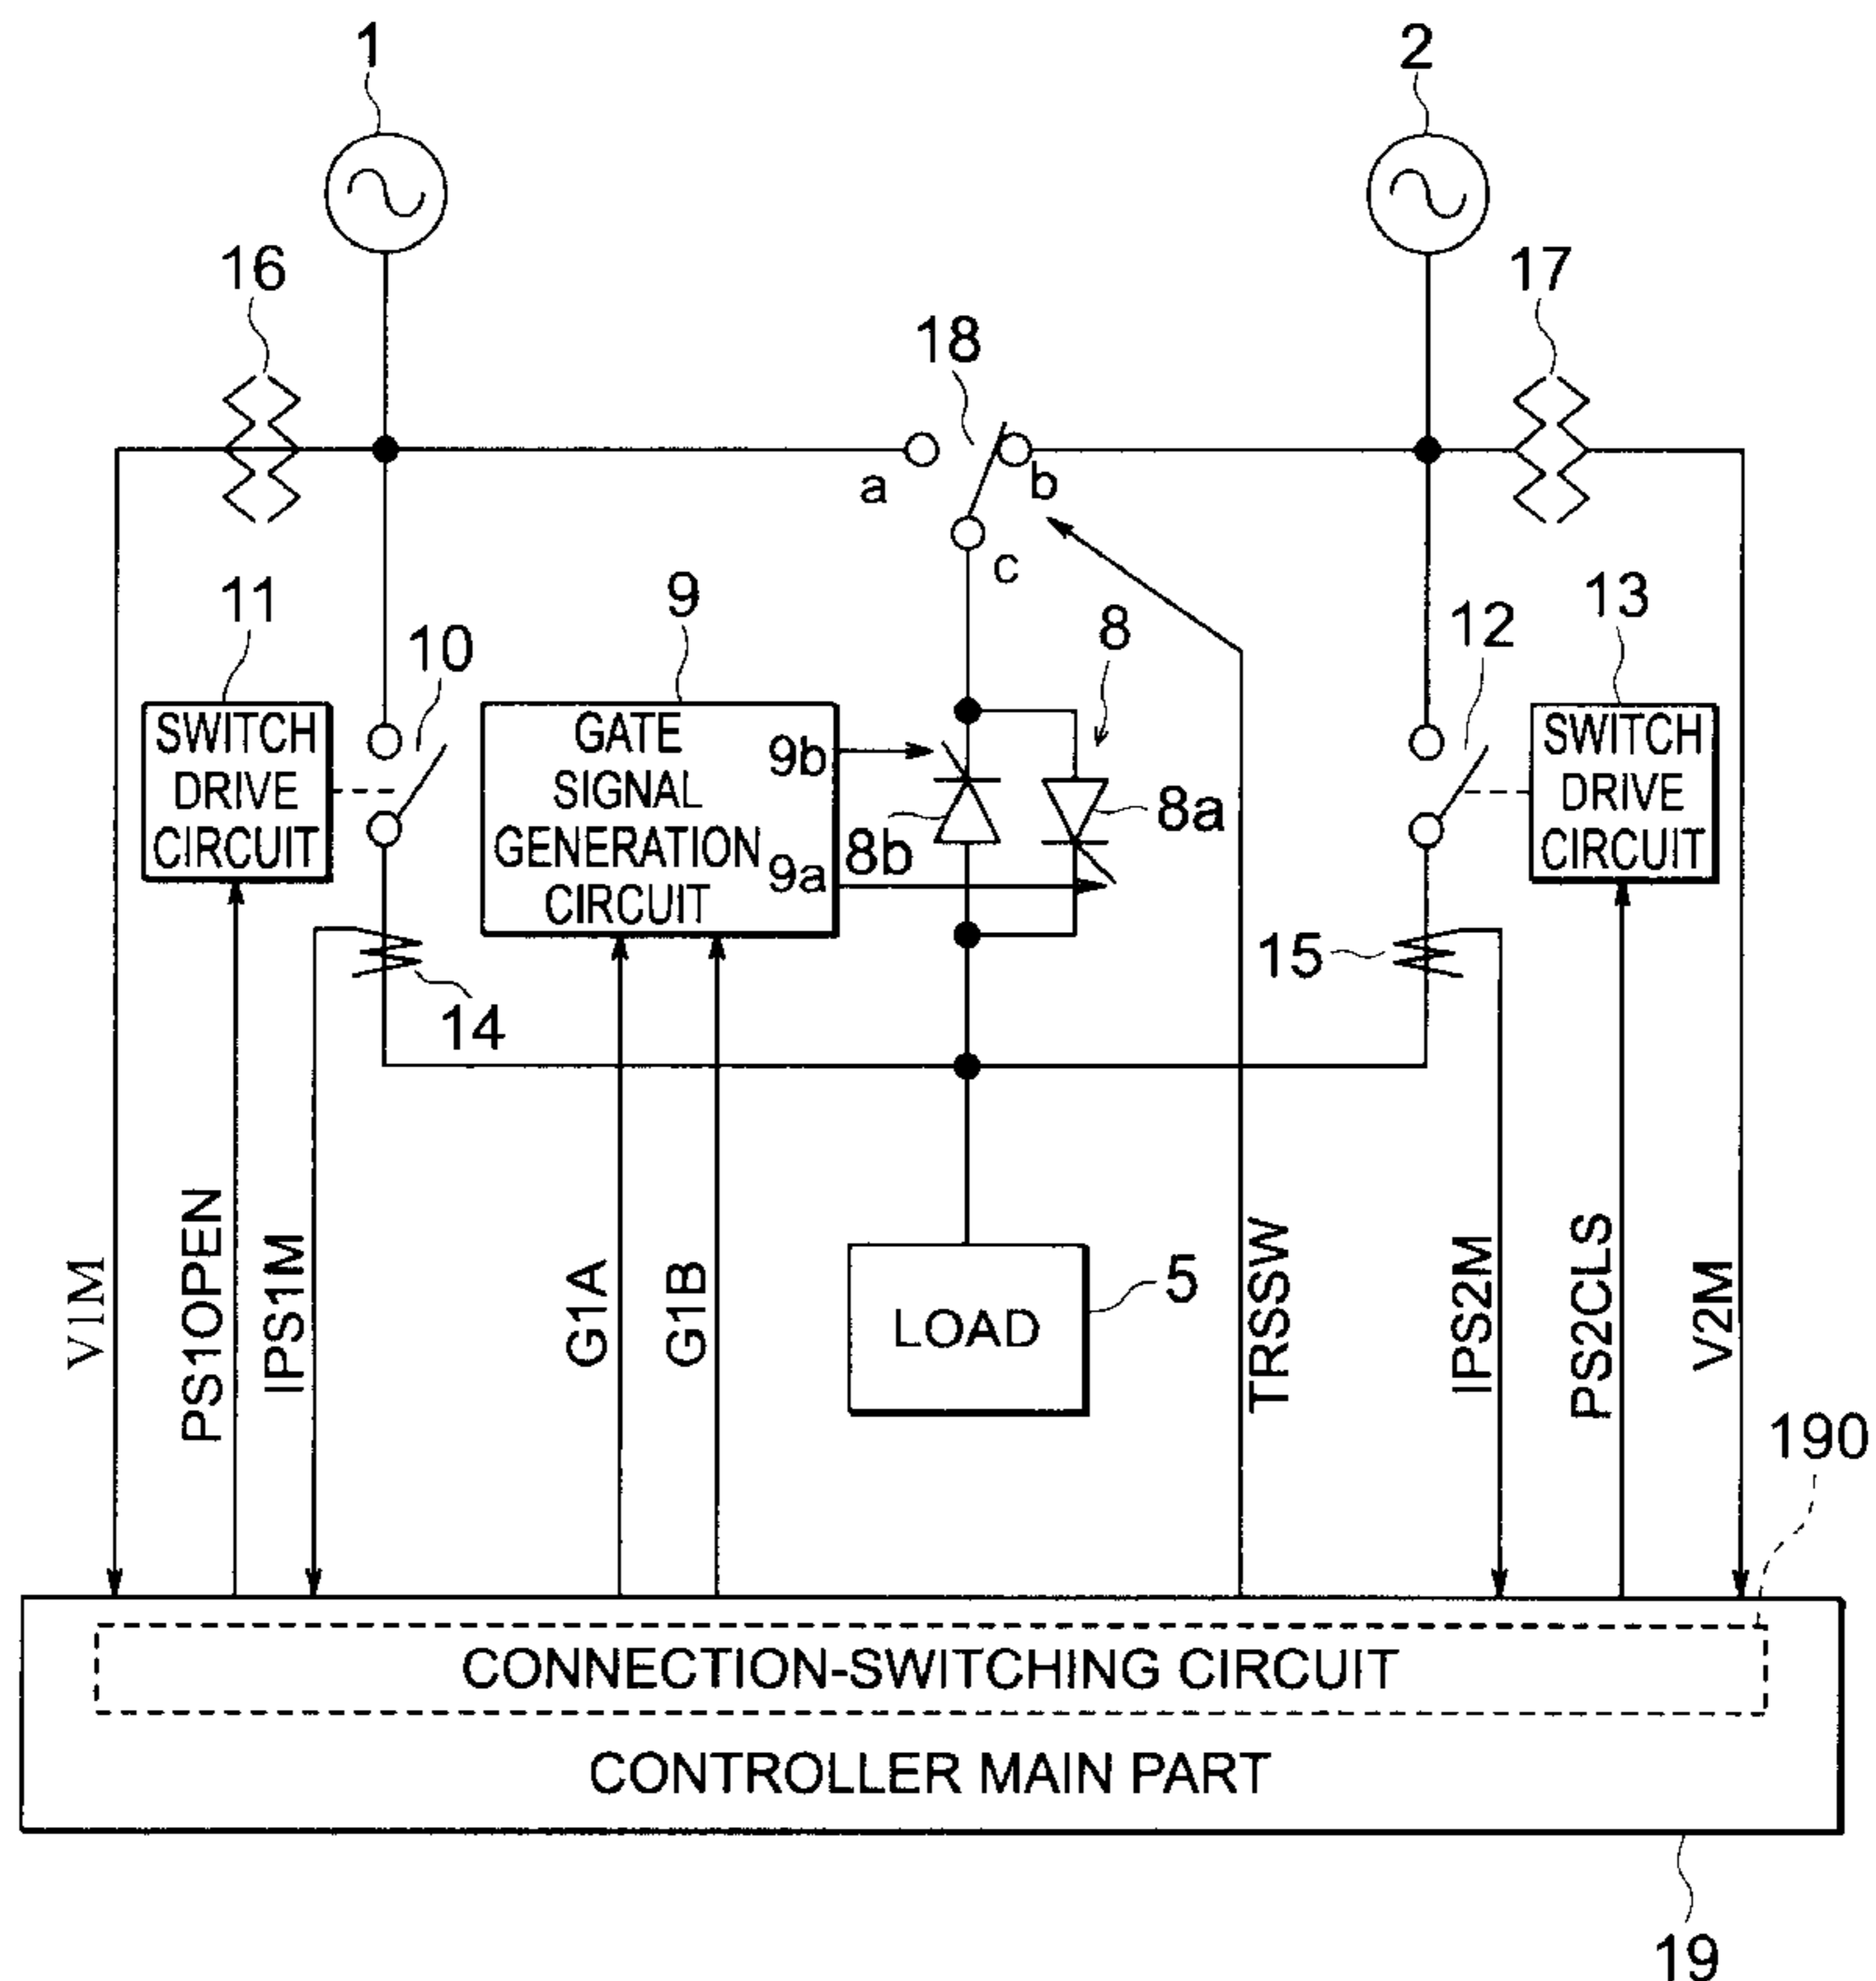 1
2
16
17
18
a
b
c
11
10
9
8
12
13
SWITCH
DRIVE
CIRCUIT
GATE
SIGNAL
GENERATION
CIRCUIT
9b
9a
8b
8a
SWITCH
DRIVE
CIRCUIT
14
15
V1M
PS1OPEN
IPS1M
G1A
G1B
LOAD
5
TRSSW
IPS2M
PS2CLS
V2M
190
CONNECTION-SWITCHING CIRCUIT
CONTROLLER MAIN PART
19